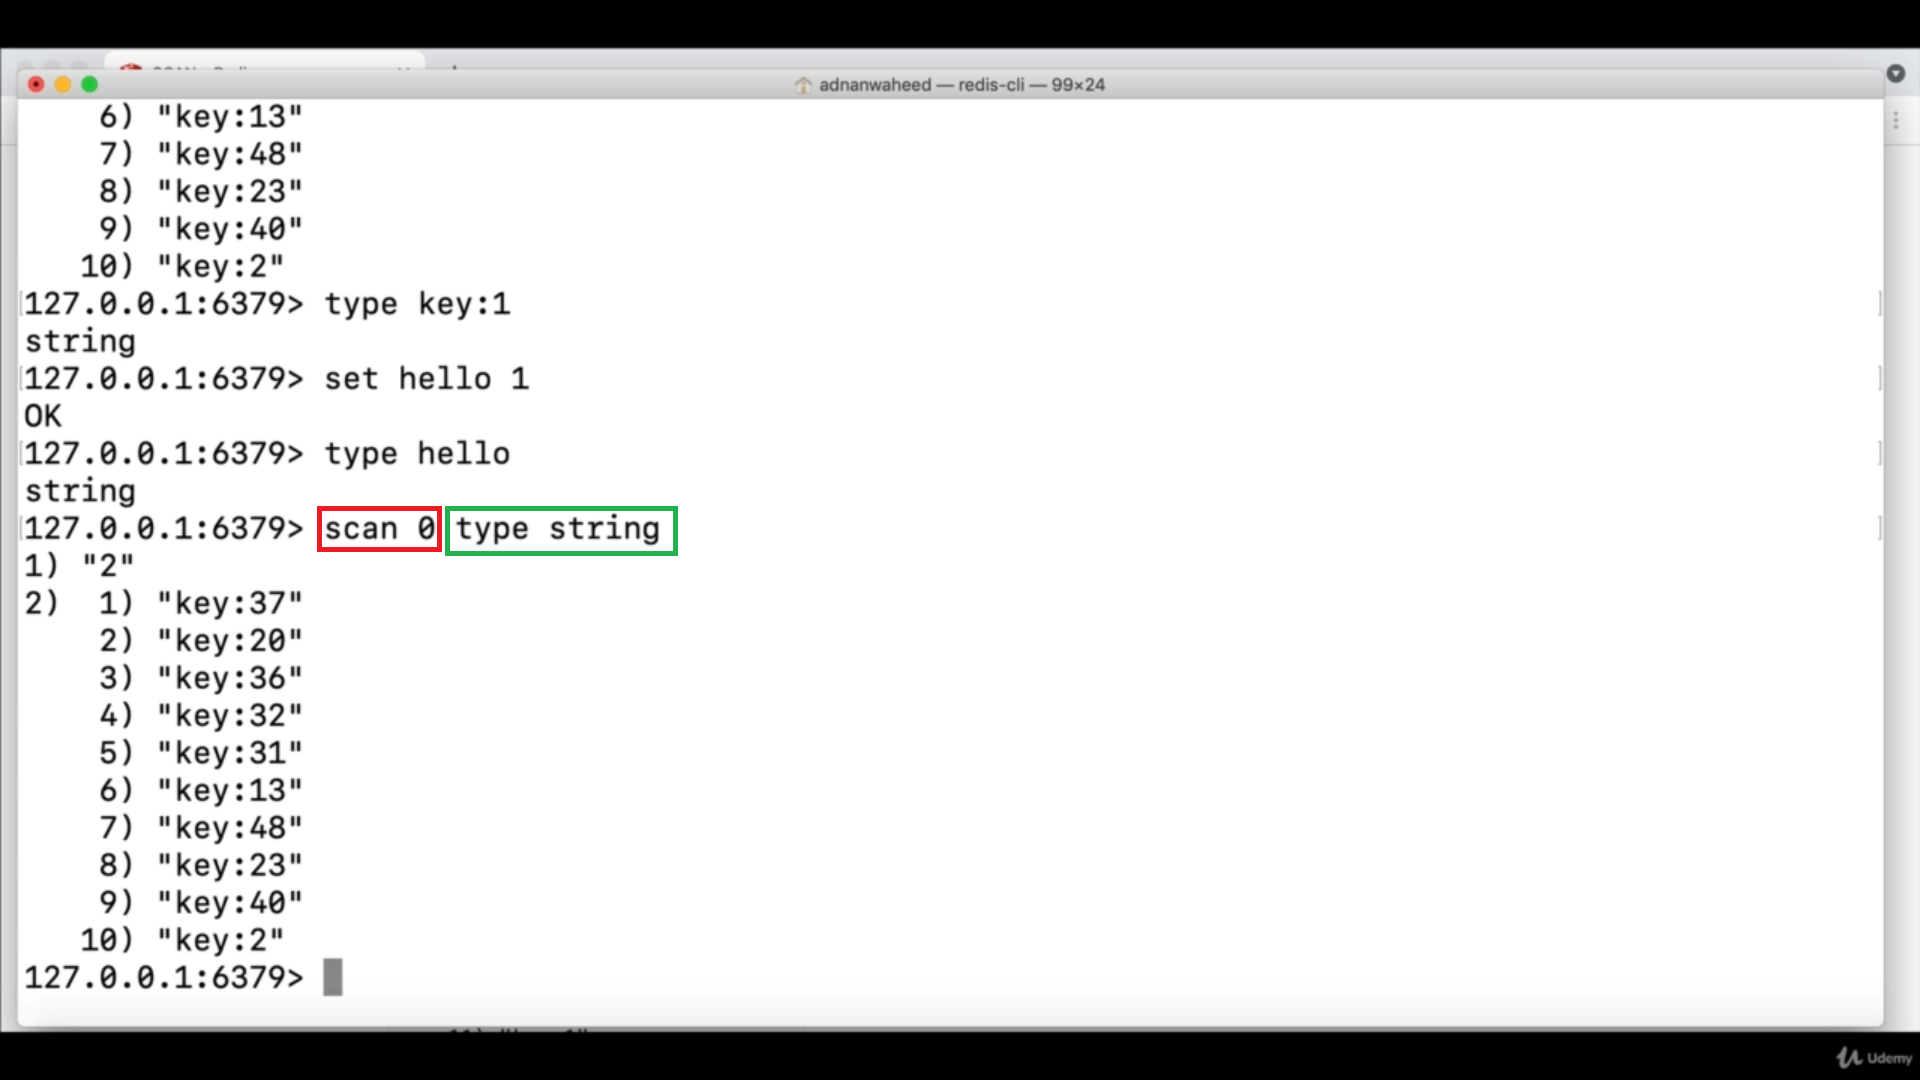 adnanwaheed — redis-cli — 99×24
6) "key:13"
7) "key:48"
8) "key:23"
9) "key:40"
10) "key:2"
127.0.0.1:6379> type key:1
string
127.0.0.1:6379> set hello 1
OK
127.0.0.1:6379> type hello
string
127.0.0.1:6379> scan 0 type string
1) "2"
2) 1) "key:37"
2) "key:20"
3) "key:36"
4) "key:32"
5) "key:31"
6) "key:13"
7) "key:48"
8) "key:23"
9) "key:40"
10) "key:2"
127.0.0.1:6379>
Udemy